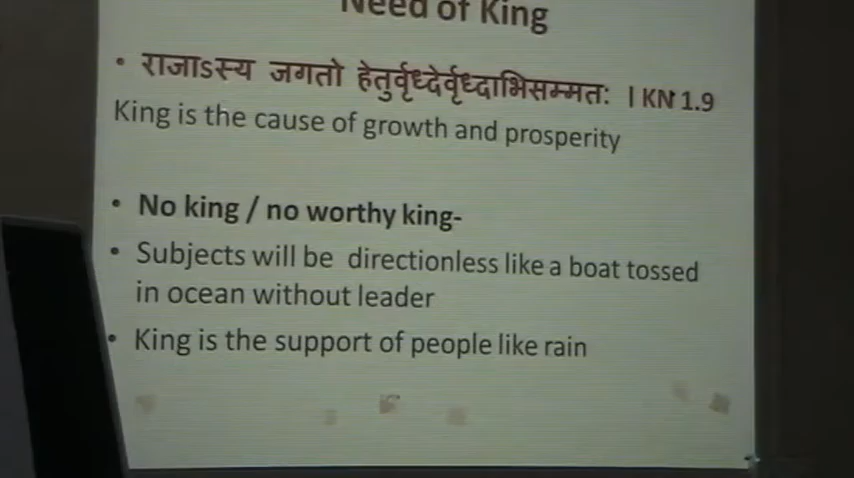 Need of King
• राजाऽस्य जगतो हेतुर्वृध्देर्वृध्दाभिसम्मतः । KN 1.9
King is the cause of growth and prosperity
• No king / no worthy king-
• Subjects will be directionless like a boat tossed
in ocean without leader
• King is the support of people like rain